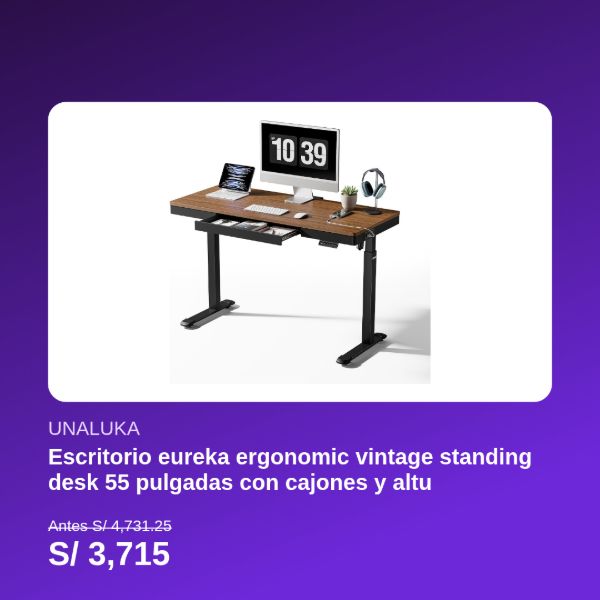 10 39
UNALUKA
Escritorio eureka ergonomic vintage standing
desk 55 pulgadas con cajones y altu
Antes S/ 4,731.25
S/ 3,715